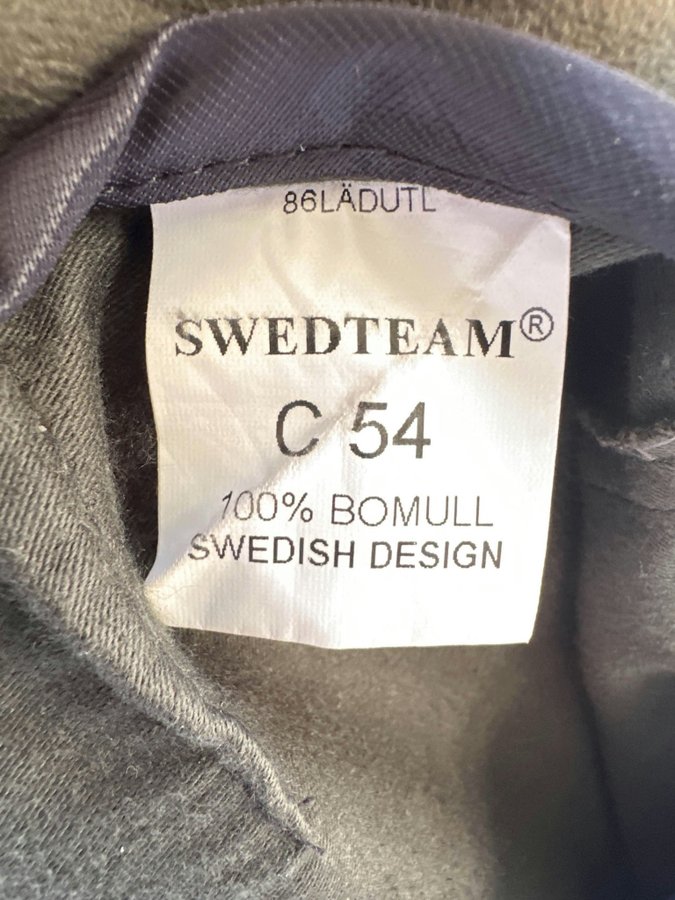 86LÄDUTL
SWEDTEAM®
C 54
100% BOMULL
SWEDISH DESIGN